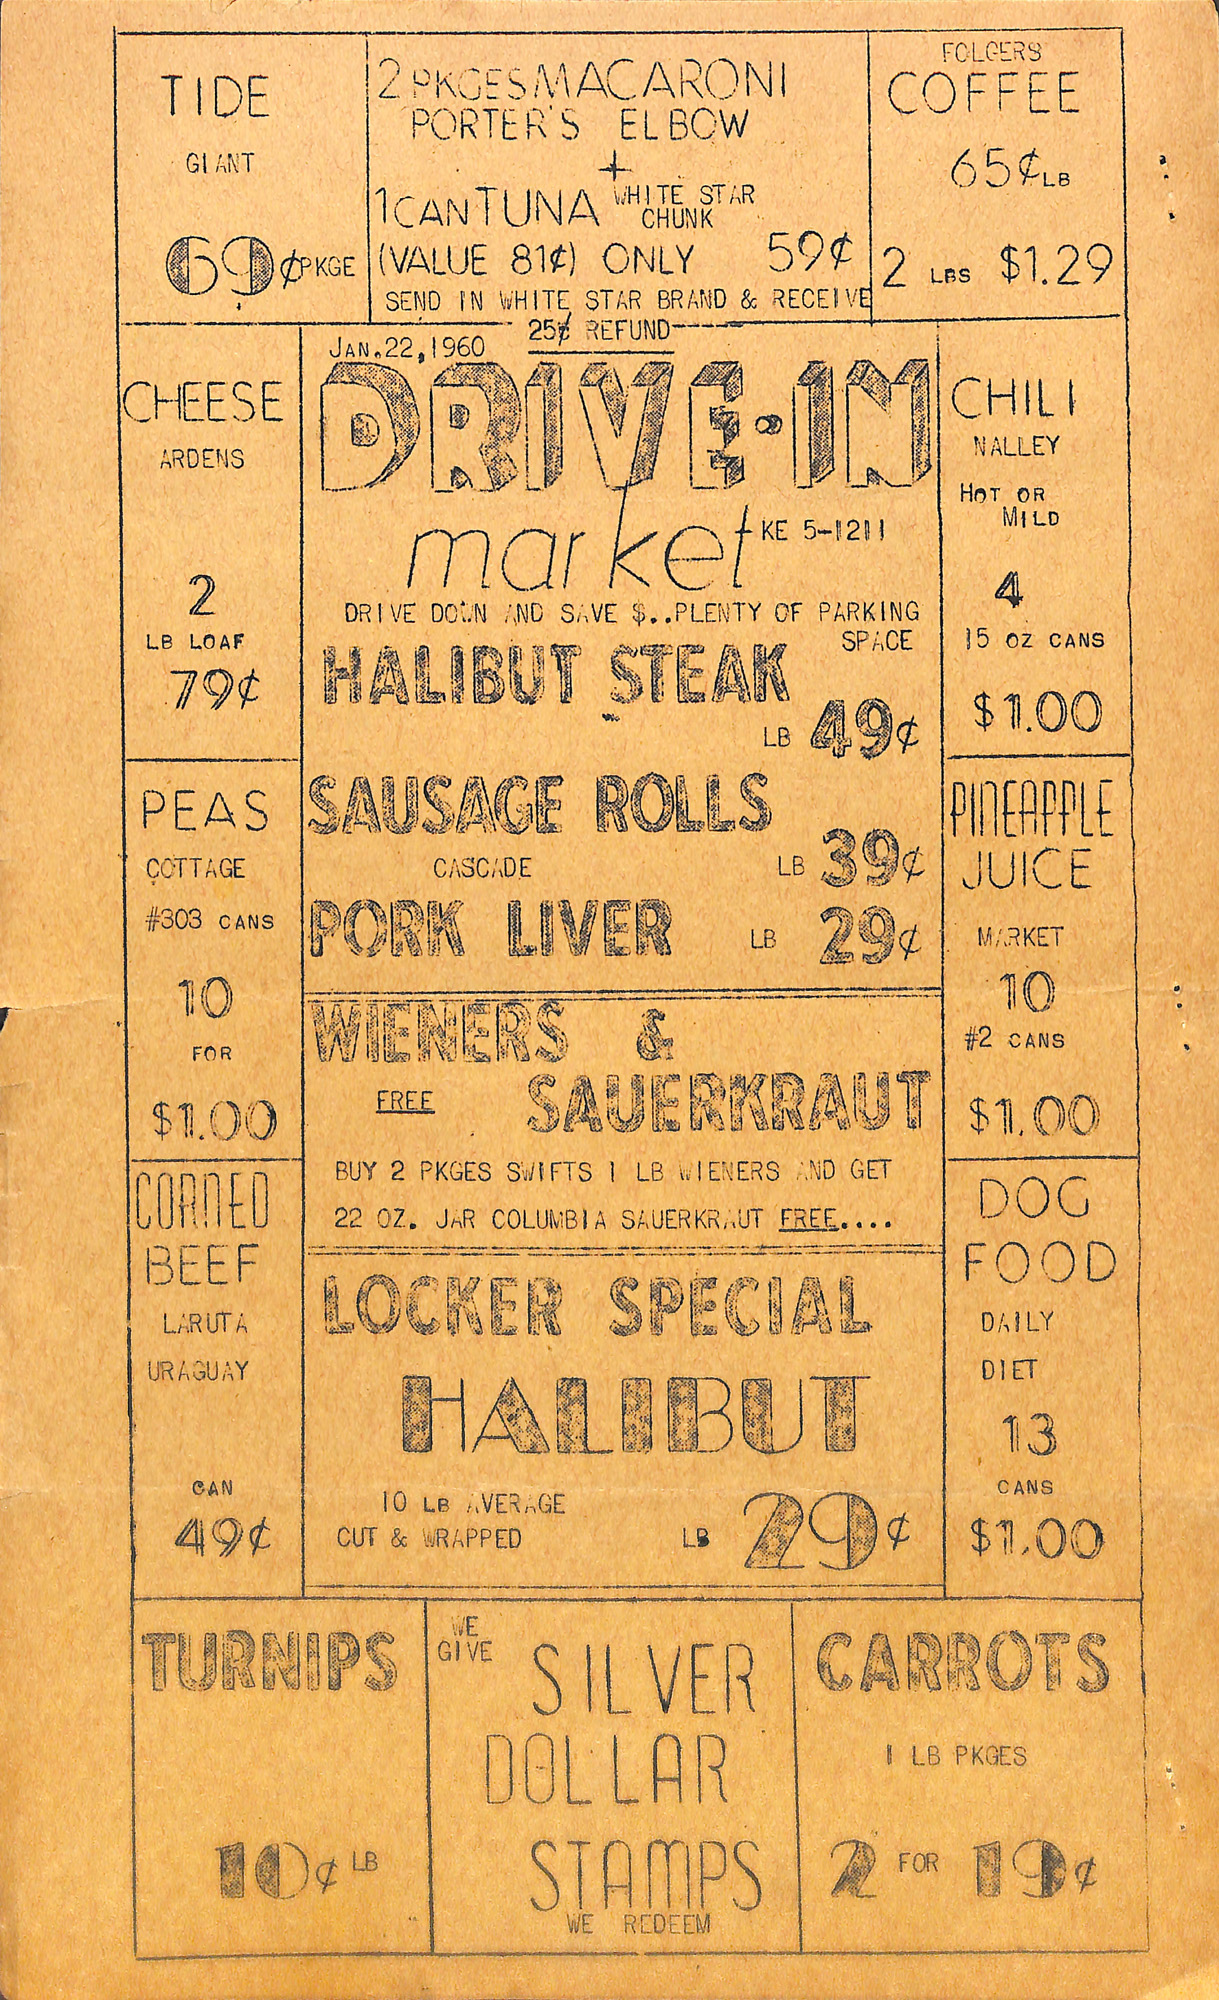 TIDE
GIANT
69¢ PKGE
2 PKGES MACARONI
PORTER'S ELBOW
+
1 CAN TUNA WHITE STAR
CHUNK
(VALUE 81¢) ONLY 59¢
SEND IN WHITE STAR BRAND & RECEIVE
25¢ REFUND
FOLGERS
COFFEE
65¢ LB
2 LBS $1.29
CHEESE
ARDENS
2
LB LOAF
79¢
PEAS
COTTAGE
#303 CANS
10
FOR
$1.00
CORNED
BEEF
LARUTA
URAGUAY
CAN
49¢
JAN.22,1960
DRIVE-IN
market KE 5-1211
DRIVE DOWN AND SAVE $..PLENTY OF PARKING
SPACE
HALIBUT STEAK
LB 49¢
SAUSAGE ROLLS
CASCADE LB 39¢
PORK LIVER LB 29¢
WIENERS &
FREE SAUERKRAUT
BUY 2 PKGES SWIFTS 1 LB WIENERS AND GET
22 OZ. JAR COLUMBIA SAUERKRAUT FREE....
LOCKER SPECIAL
HALIBUT
10 LB AVERAGE
CUT & WRAPPED LB 29¢
CHILI
NALLEY
HOT OR
MILD
4
15 OZ CANS
$1.00
PINEAPPLE
JUICE
MARKET
10
#2 CANS
$1.00
DOG
FOOD
DAILY
DIET
13
CANS
$1.00
TURNIPS
10¢ LB
WE
GIVE
SILVER
DOLLAR
STAMPS
WE REDEEM
CARROTS
1 LB PKGES
2 FOR 19¢